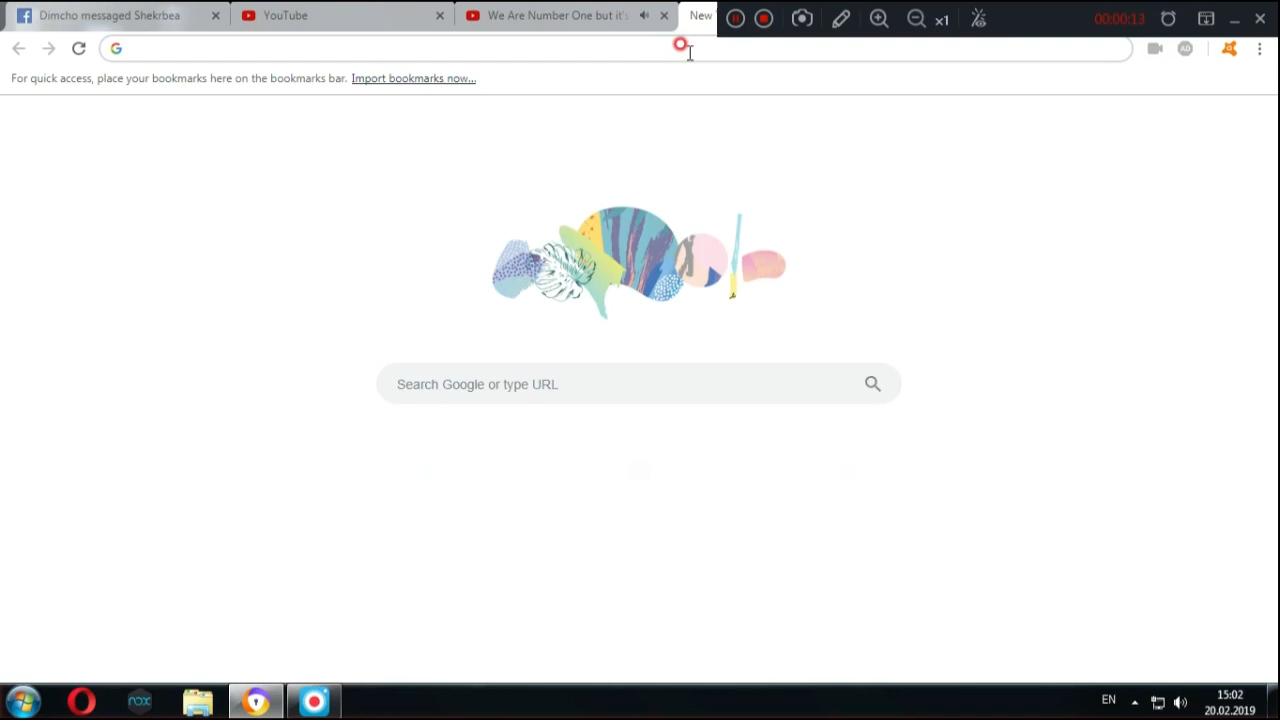 Dimcho messaged Shekrbea
YouTube
We Are Number One but it's
New
x1
00:00:13
For quick access, place your bookmarks here on the bookmarks bar. Import bookmarks now...
Search Google or type URL
nox
EN
15:02
20.02.2019